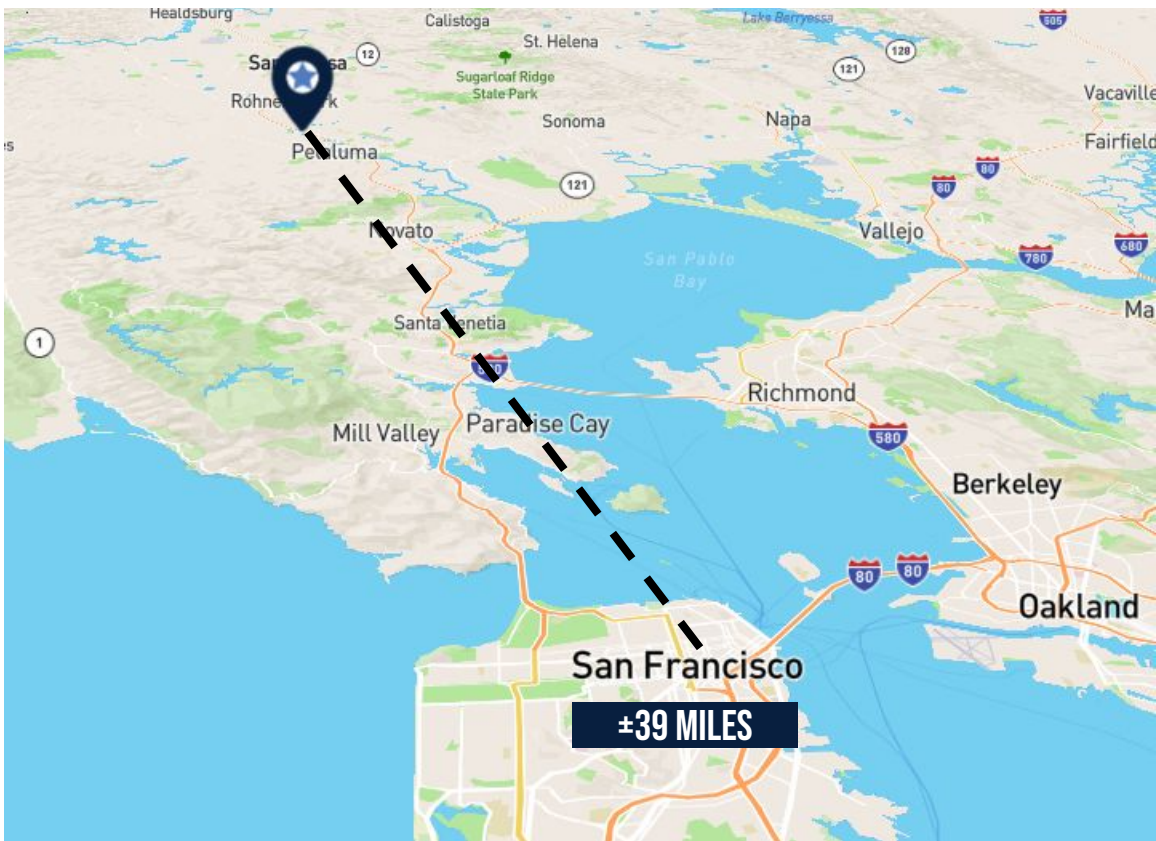 Healdsburg
Calistoga
Lake Berryessa
505
St. Helena
128
12
121
Sugarloaf Ridge
State Park
Vacaville
Sonoma
Napa
Fairfield
Petaluma
80
121
80
Novato
Vallejo
680
San Pablo
Bay
780
Ma
Santa Venetia
1
580
Richmond
Mill Valley
Paradise Cay
580
Berkeley
80
80
Oakland
San Francisco
±39 MILES